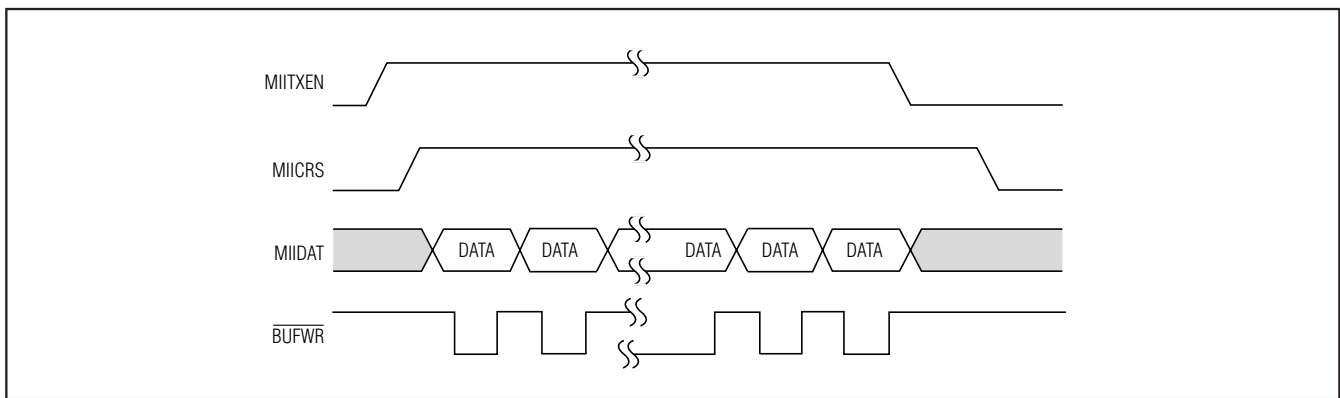 MIITXEN
MIICRS
MIIDAT DATA DATA DATA DATA DATA
BUFWR